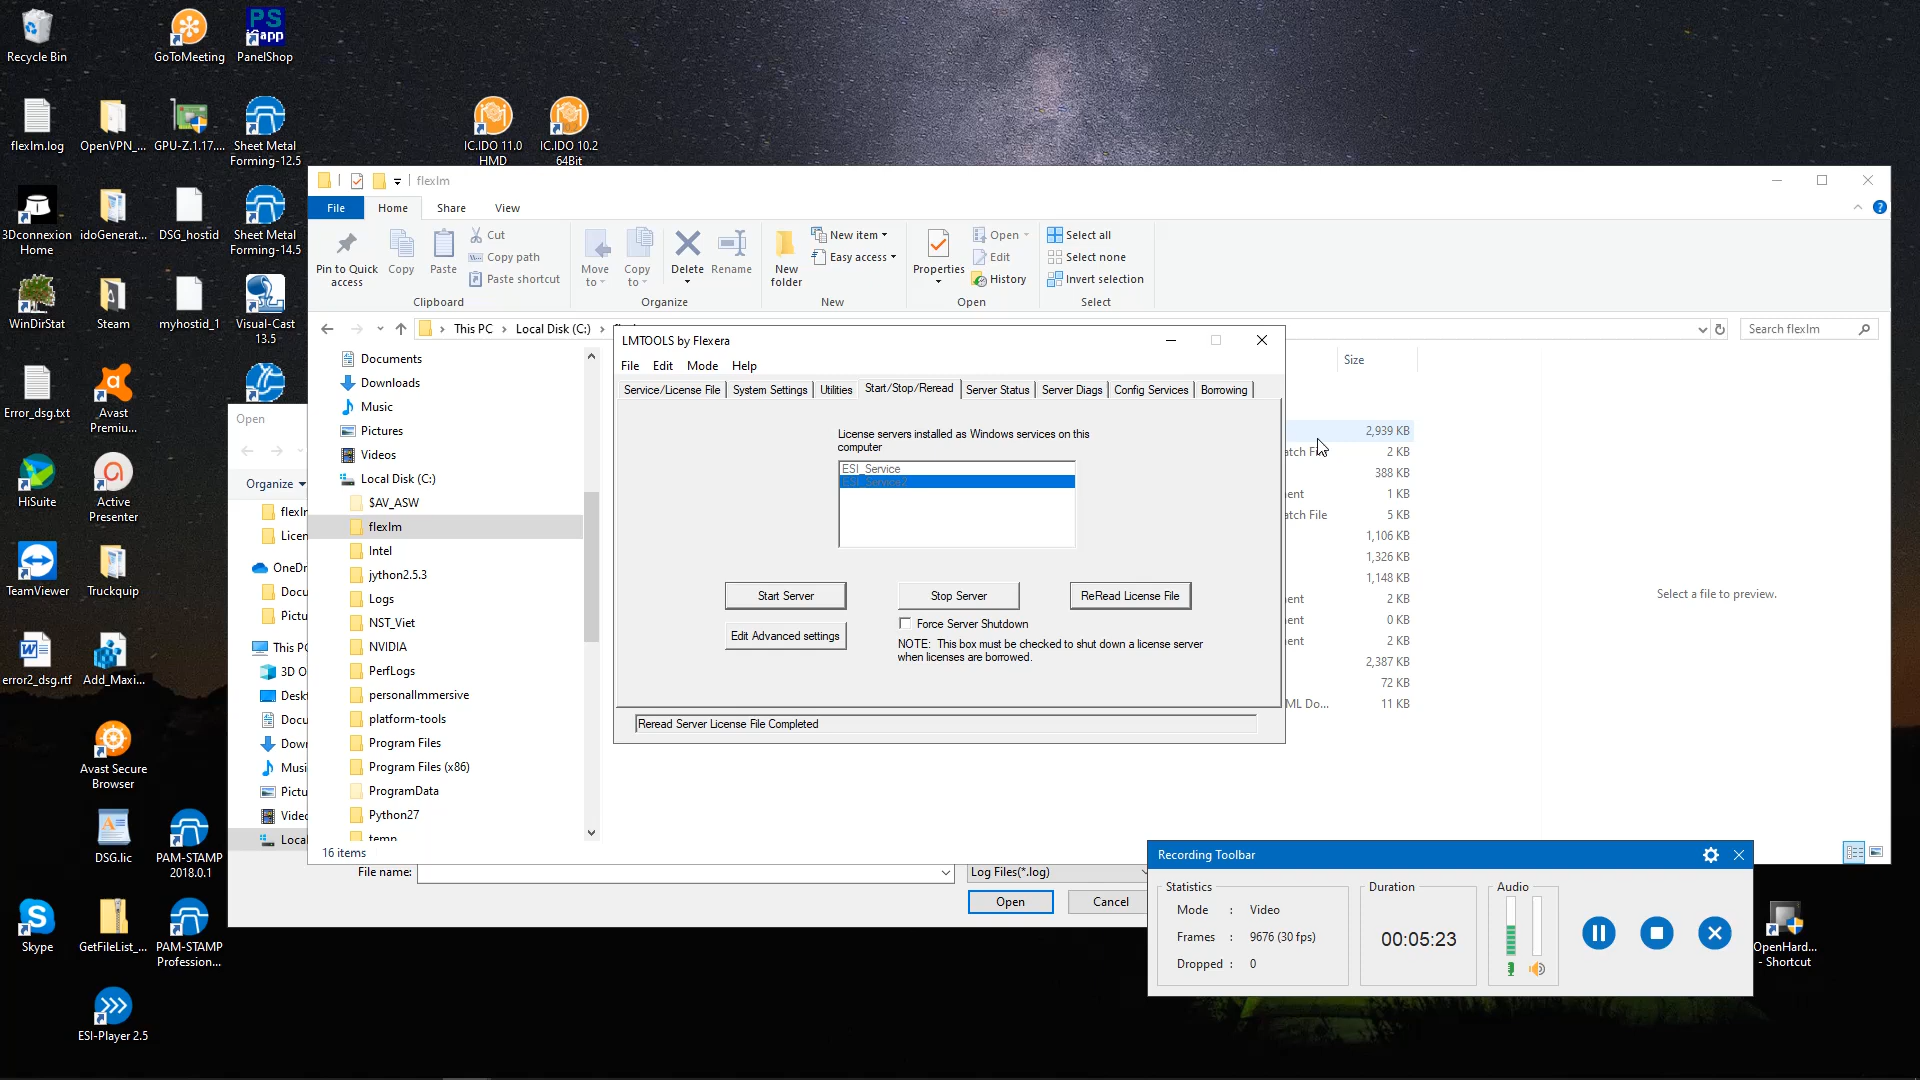 Recycle Bin
GoToMeeting
PS
iCapp
PanelShop
flexlm.log
OpenVPN_...
GPU-Z.1.17....
Sheet Metal
Forming-12.5
IC.IDO 11.0
HMD
IC.IDO 10.2
64Bit
3Dconnexion
Home
idoGenerat...
DSG_hostid
Sheet Metal
Forming-14.5
WinDirStat
Steam
myhostid_1
Visual-Cast
13.5
Error_dsg.txt
Avast
Premiu...
HiSuite
Active
Presenter
TeamViewer
Truckquip
error2_dsg.rtf
Add_Maxi...
Avast Secure
Browser
DSG.lic
PAM-STAMP
2018.0.1
Skype
GetFileList_...
PAM-STAMP
Profession...
ESI-Player 2.5
OpenHard...
- Shortcut
flexlm
File
Home
Share
View
Pin to Quick
access
Copy
Paste
Cut
Copy path
Paste shortcut
Clipboard
Move
to
Copy
to
Delete
Rename
Organize
New
folder
New item
Easy access
New
Properties
Open
Edit
History
Open
Select all
Select none
Invert selection
Select
This PC
Local Disk (C:)
Search flexlm
Documents
Downloads
Music
Pictures
Videos
Local Disk (C:)
$AV_ASW
flexlm
Intel
jython2.5.3
Logs
NST_Viet
NVIDIA
PerfLogs
personalImmersive
platform-tools
Program Files
Program Files (x86)
ProgramData
Python27
temp
16 items
Size
2,939 KB
atch Fi 2 KB
388 KB
ent 1 KB
atch File 5 KB
1,106 KB
1,326 KB
1,148 KB
ent 2 KB
ent 0 KB
ent 2 KB
2,387 KB
72 KB
ML Do... 11 KB
Select a file to preview.
LMTOOLS by Flexera
File Edit Mode Help
Service/License File
System Settings
Utilities
Start/Stop/Reread
Server Status
Server Diags
Config Services
Borrowing
License servers installed as Windows services on this
computer
ESI_Service
ESI_Service2
Start Server
Stop Server
ReRead License File
Edit Advanced settings
Force Server Shutdown
NOTE: This box must be checked to shut down a license server
when licenses are borrowed.
Reread Server License File Completed
Open
Organize
flexl
Licen
OneDr
Docu
Pictu
This PC
3D O
Deskt
Docu
Down
Musi
Pictu
Video
Local
File name:
Log Files(*.log)
Open
Cancel
Recording Toolbar
Statistics
Mode : Video
Frames : 9676 (30 fps)
Dropped : 0
Duration
00:05:23
Audio